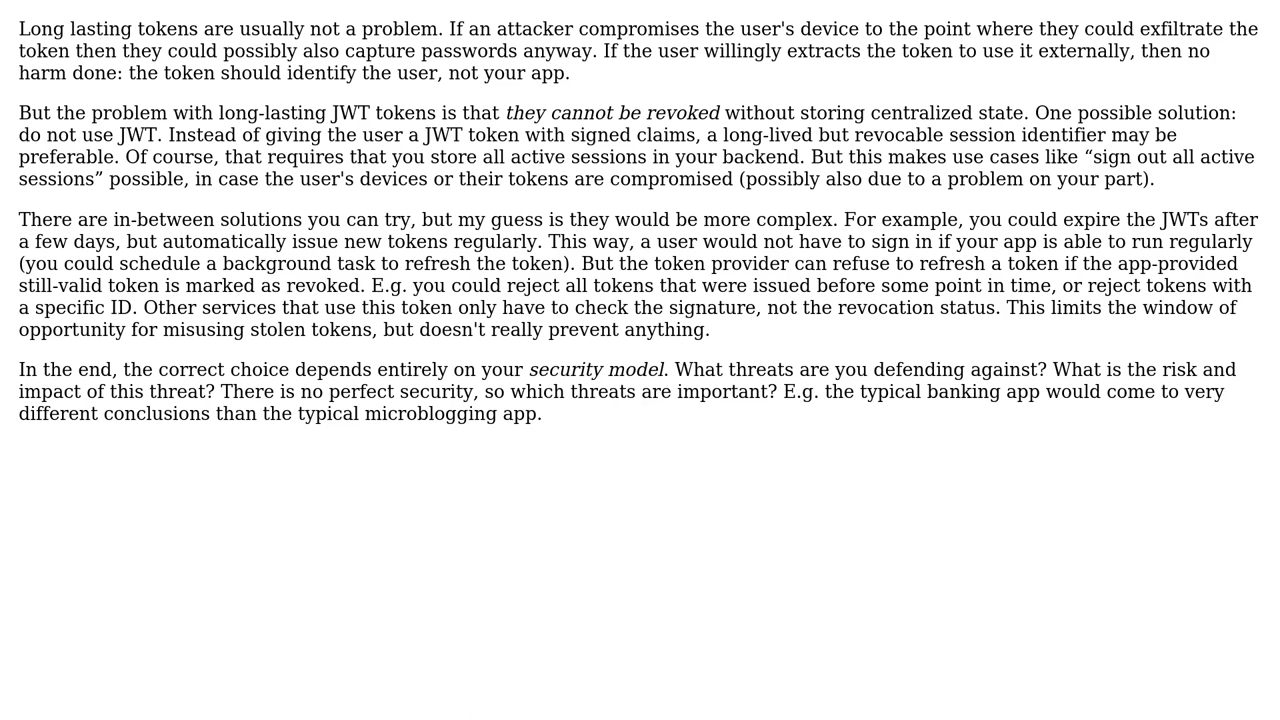 Long lasting tokens are usually not a problem. If an attacker compromises the user's device to the point where they could exfiltrate the
token then they could possibly also capture passwords anyway. If the user willingly extracts the token to use it externally, then no
harm done: the token should identify the user, not your app.
But the problem with long-lasting JWT tokens is that they cannot be revoked without storing centralized state. One possible solution:
do not use JWT. Instead of giving the user a JWT token with signed claims, a long-lived but revocable session identifier may be
preferable. Of course, that requires that you store all active sessions in your backend. But this makes use cases like “sign out all active
sessions” possible, in case the user's devices or their tokens are compromised (possibly also due to a problem on your part).
There are in-between solutions you can try, but my guess is they would be more complex. For example, you could expire the JWTs after
a few days, but automatically issue new tokens regularly. This way, a user would not have to sign in if your app is able to run regularly
(you could schedule a background task to refresh the token). But the token provider can refuse to refresh a token if the app-provided
still-valid token is marked as revoked. E.g. you could reject all tokens that were issued before some point in time, or reject tokens with
a specific ID. Other services that use this token only have to check the signature, not the revocation status. This limits the window of
opportunity for misusing stolen tokens, but doesn't really prevent anything.
In the end, the correct choice depends entirely on your security model. What threats are you defending against? What is the risk and
impact of this threat? There is no perfect security, so which threats are important? E.g. the typical banking app would come to very
different conclusions than the typical microblogging app.